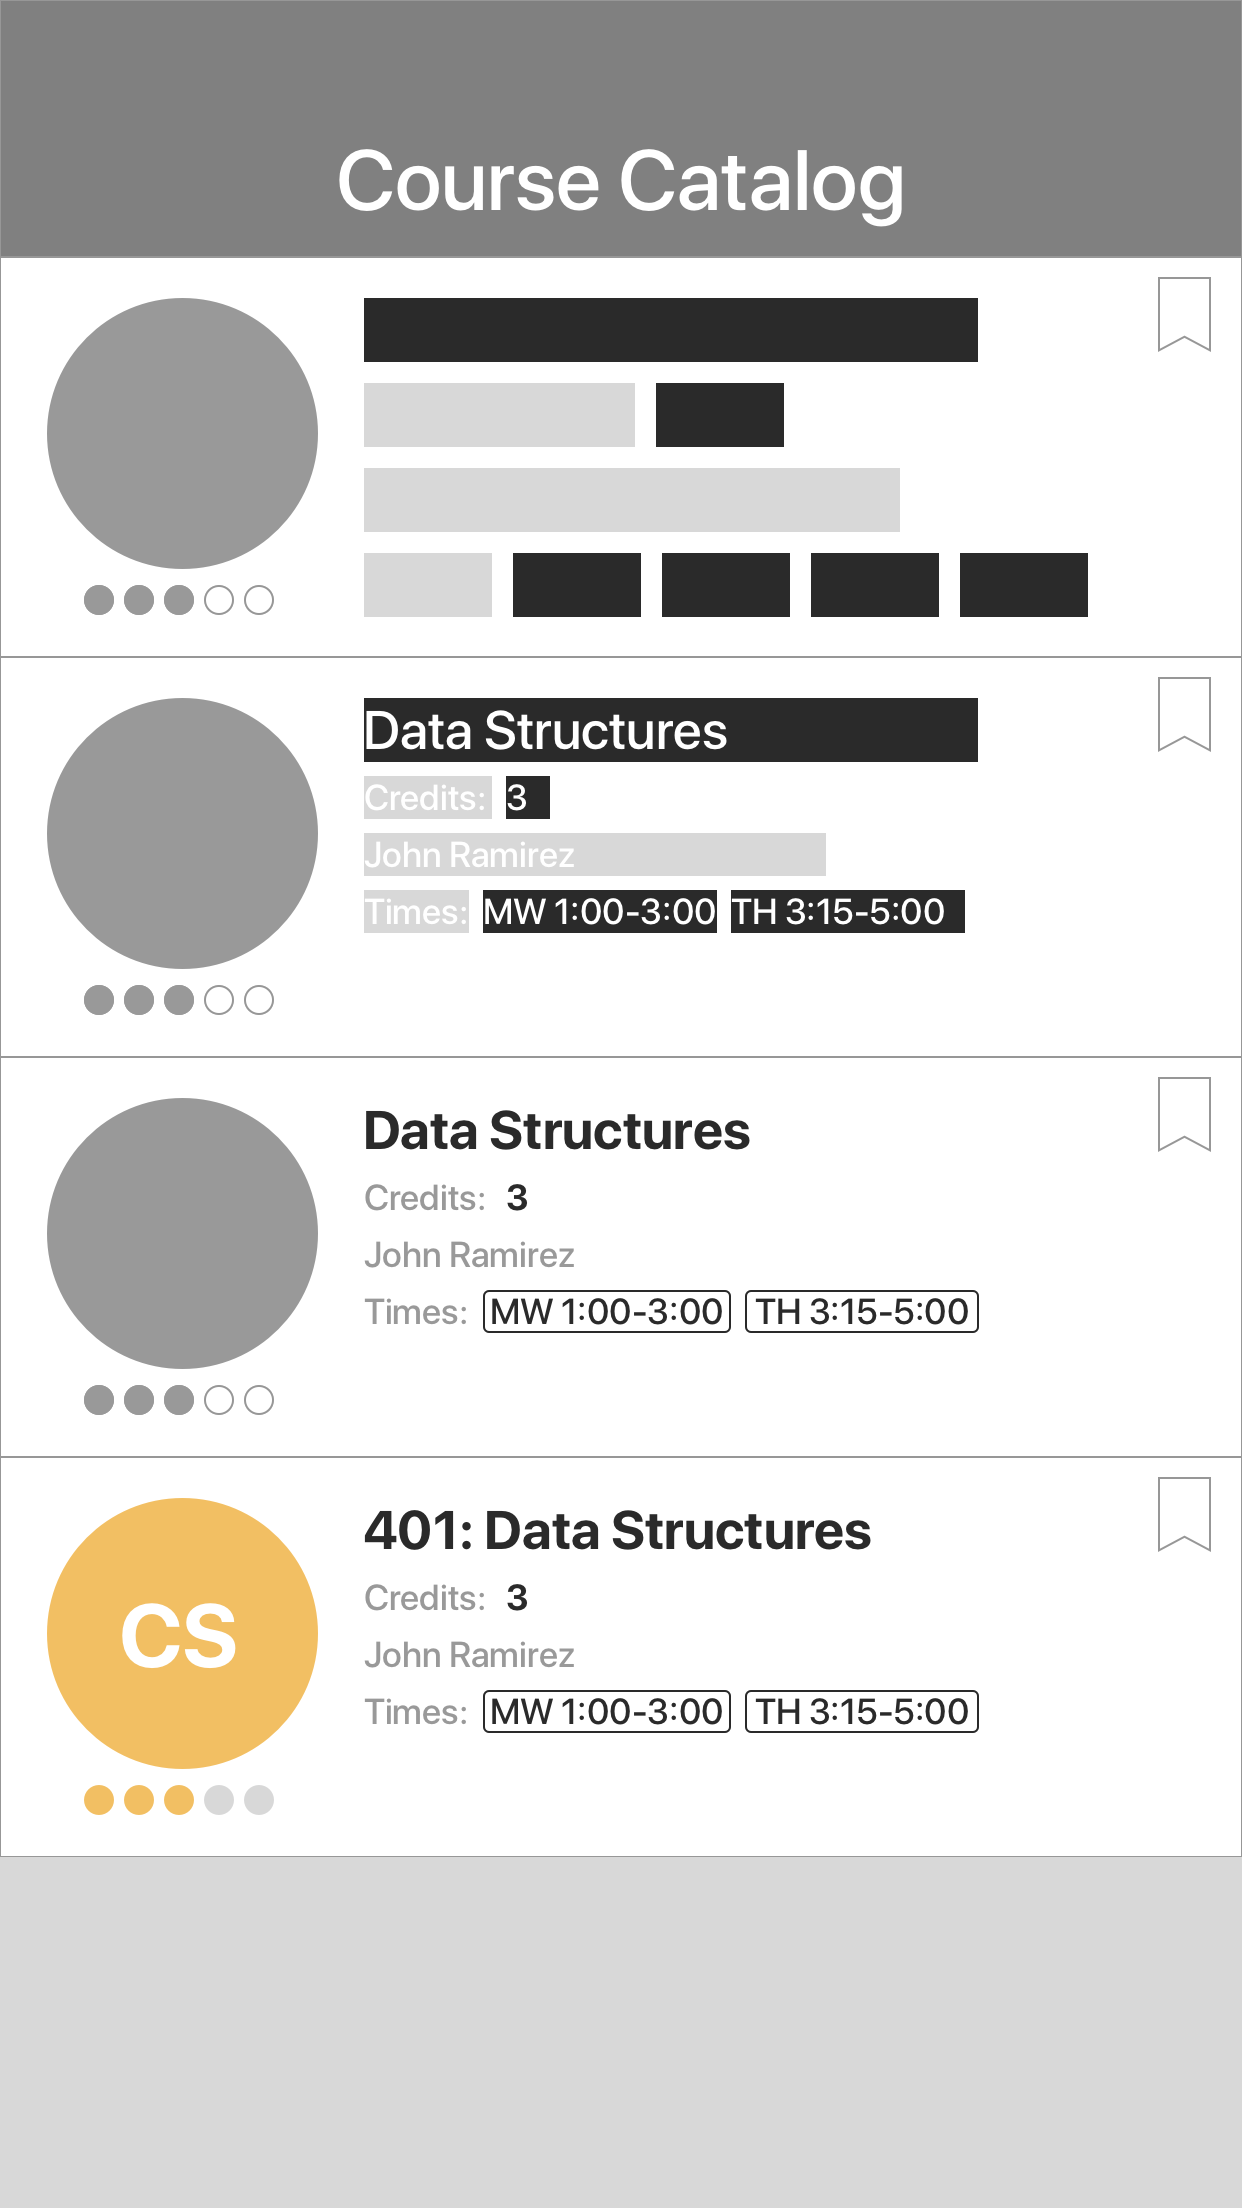 Course Catalog
Data Structures
Credits: 3
John Ramirez
Times: MW 1:00-3:00 TH 3:15-5:00
Data Structures
Credits: 3
John Ramirez
Times: MW 1:00-3:00 TH 3:15-5:00
CS
401: Data Structures
Credits: 3
John Ramirez
Times: MW 1:00-3:00 TH 3:15-5:00